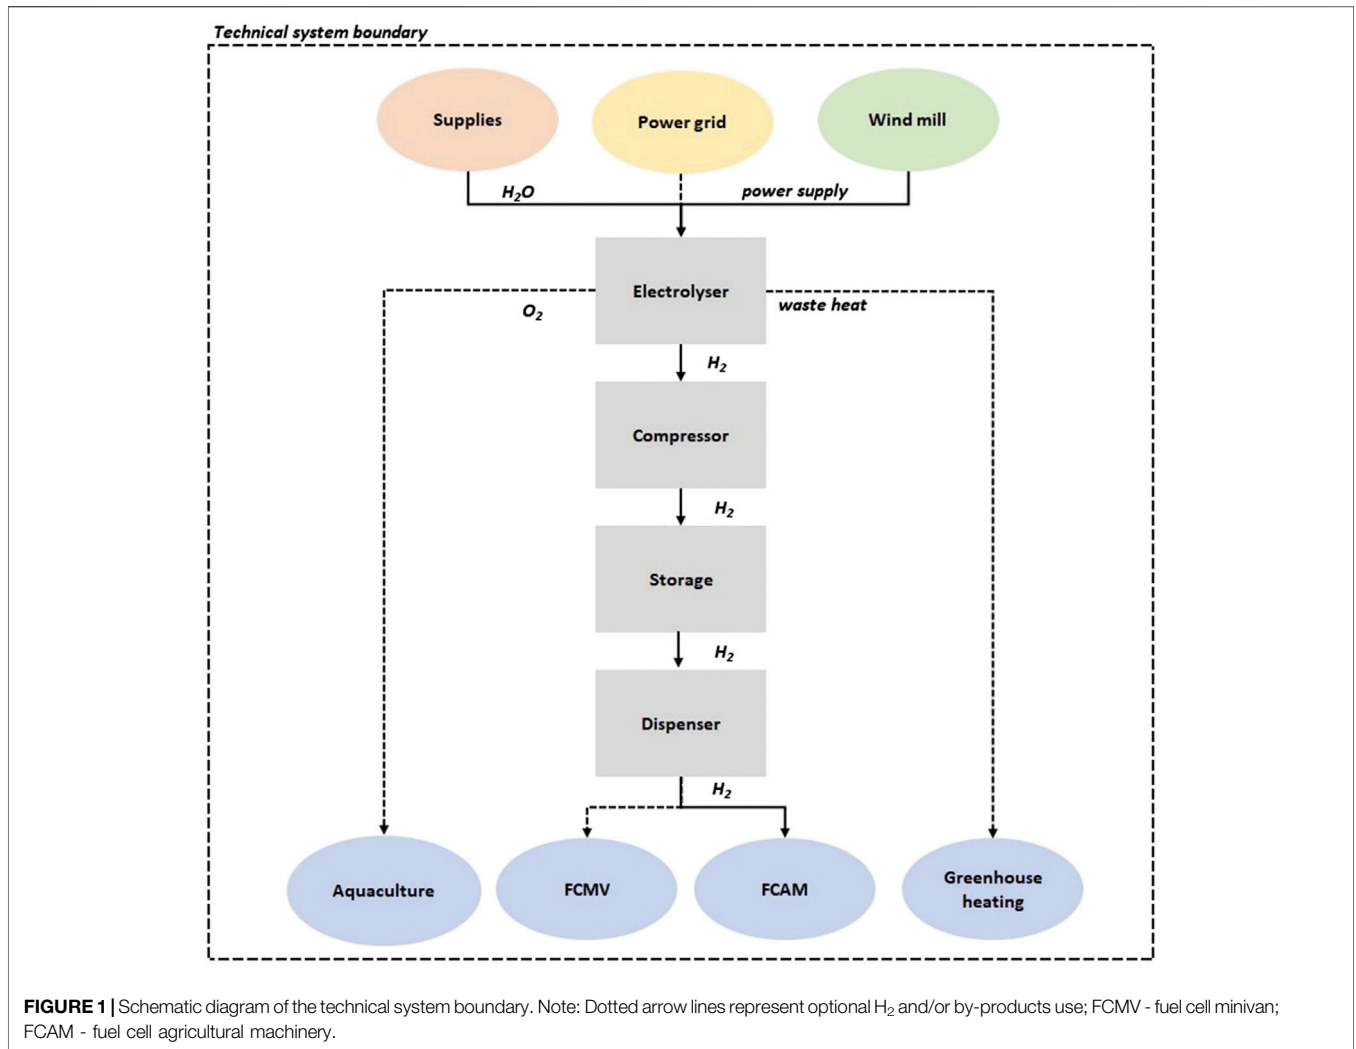 Technical system boundary
Supplies
Power grid
Wind mill
H₂O
power supply
Electrolyser
O₂
waste heat
H₂
Compressor
H₂
Storage
H₂
Dispenser
H₂
Aquaculture
FCMV
FCAM
Greenhouse
heating
FIGURE 1 | Schematic diagram of the technical system boundary. Note: Dotted arrow lines represent optional H₂ and/or by-products use; FCMV - fuel cell minivan;
FCAM - fuel cell agricultural machinery.